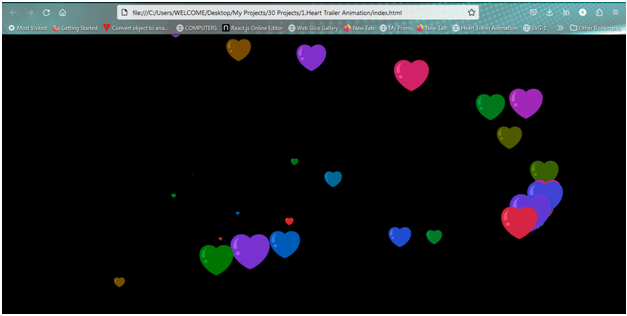 file:///C:/Users/WELCOME/Desktop/My Projects/30 Projects/1.Heart Trailer Animation/index.html
Most Visited Getting Started Convert object to arra... COMPUTERS React.js Online Editor Web Slice Gallery New Tab My Promo New Tab Heart Train Animation SVG-1 Other Bookmarks